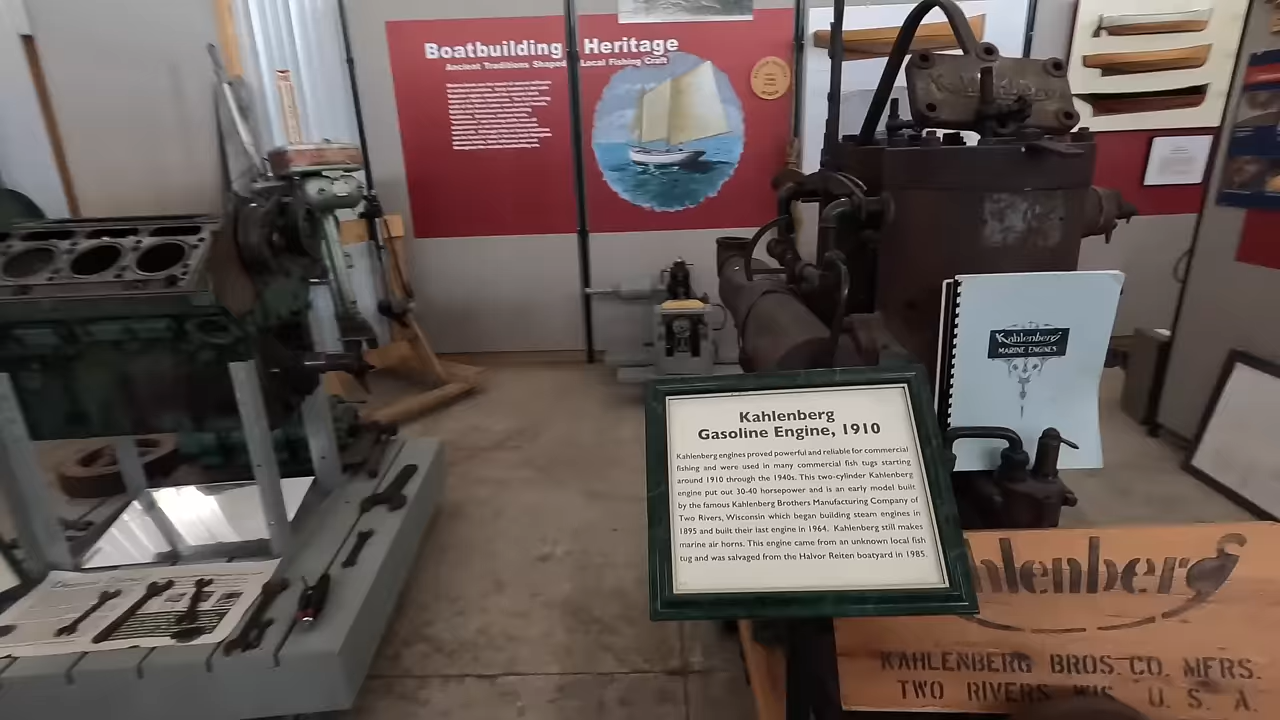 Boatbuilding Heritage
Ancient Traditions Shaped Local Fishing Craft
Kahlenberg
MARINE ENGINES
Kahlenberg
Gasoline Engine, 1910
Kahlenberg engines proved powerful and reliable for commercial
fishing and were used in many commercial fish tugs starting
around 1910 through the 1940s. This two-cylinder Kahlenberg
engine put out 30-40 horsepower and is an early model built
by the famous Kahlenberg Brothers Manufacturing Company of
Two Rivers, Wisconsin which began building steam engines in
1895 and built their last engine in 1964. Kahlenberg still makes
marine air horns. This engine came from an unknown local fish
tug and was salvaged from the Halvor Reiten boatyard in 1985.
hlenberg
KAHLENBERG BROS. CO. MFRS.
TWO RIVERS WIS. U. S. A.